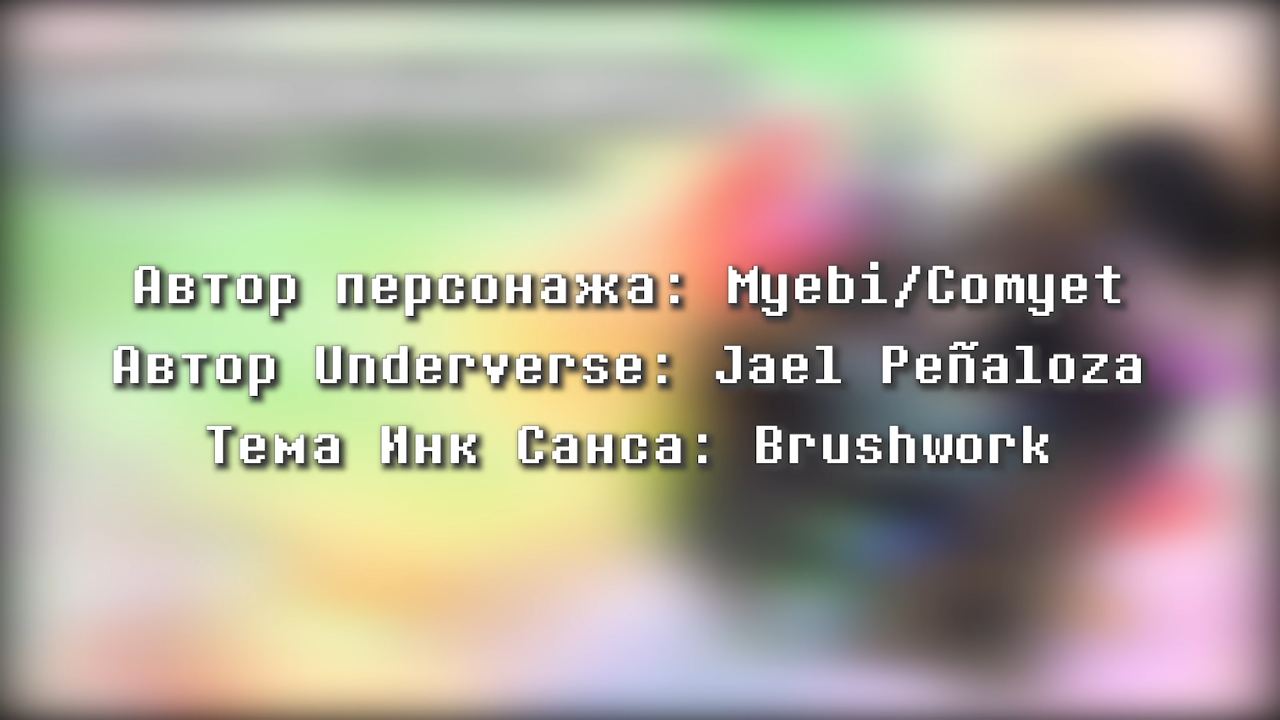 Автор персонажа: Myebi/Comyet
Автор Underverse: Jael Peñaloza
Тема Инк Санса: Brushwork